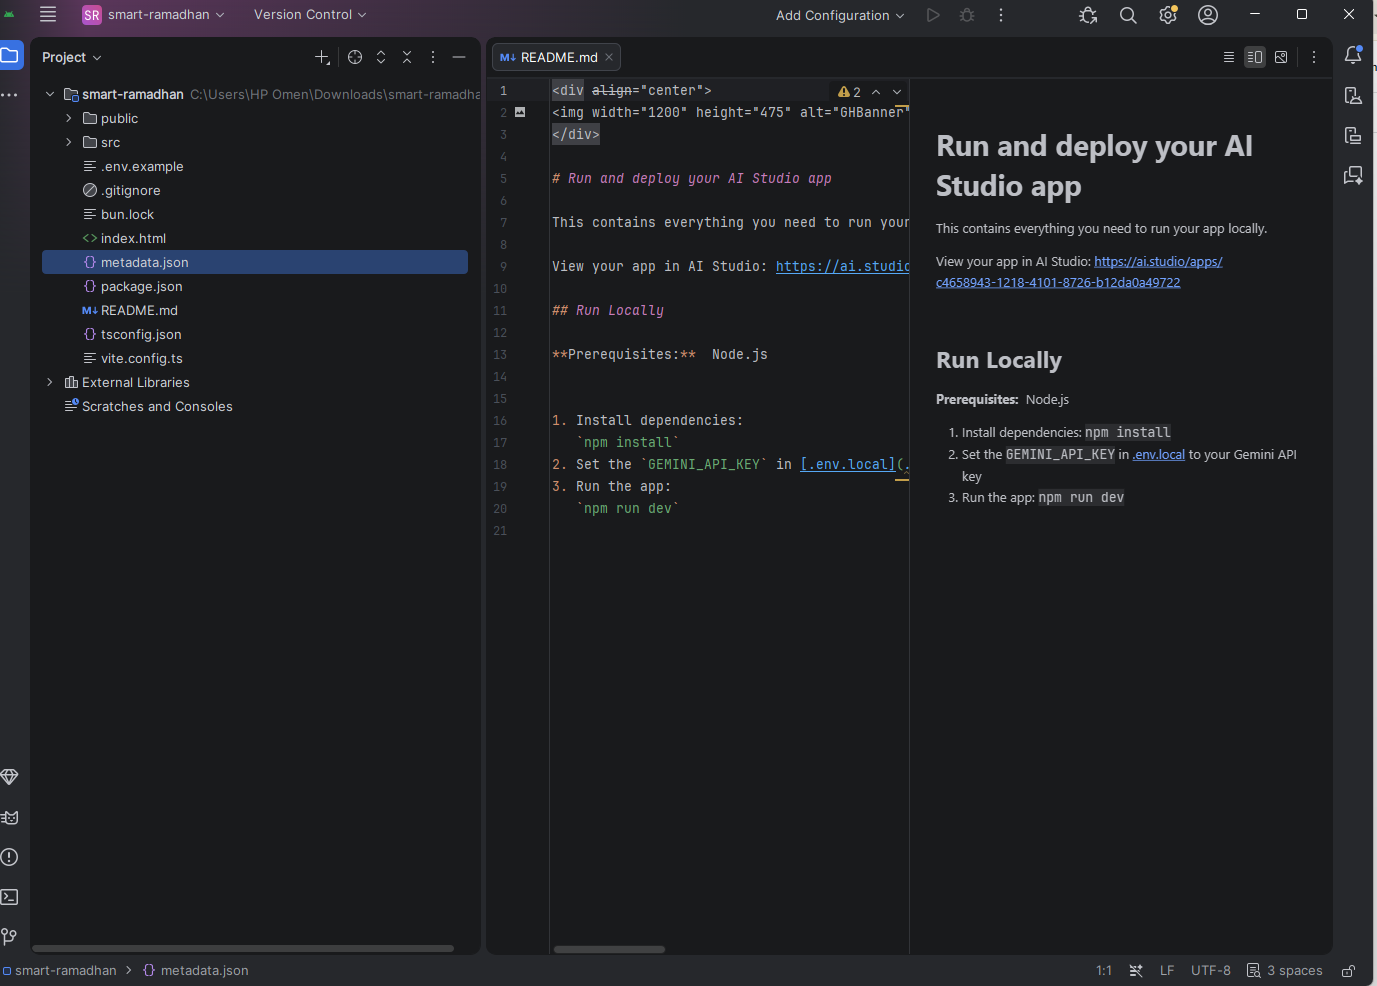 SR smart-ramadhan Version Control Add Configuration
Project
smart-ramadhan C:\Users\HP Omen\Downloads\smart-ramadha
public
src
.env.example
.gitignore
bun.lock
index.html
metadata.json
package.json
M↓ README.md
tsconfig.json
vite.config.ts
External Libraries
Scratches and Consoles
M↓ README.md
2
1 <div align="center">
2 <img width="1200" height="475" alt="GHBanner"
3 </div>
4
5 # Run and deploy your AI Studio app
6
7 This contains everything you need to run your
8
9 View your app in AI Studio: https://ai.studio
10
11 ## Run Locally
12
13 **Prerequisites:**  Node.js
14
15
16 1. Install dependencies:
17 `npm install`
18 2. Set the `GEMINI_API_KEY` in [.env.local](.
19 3. Run the app:
20 `npm run dev`
21
Run and deploy your AI
Studio app
This contains everything you need to run your app locally.
View your app in AI Studio: https://ai.studio/apps/
c4658943-1218-4101-8726-b12da0a49722
Run Locally
Prerequisites: Node.js
1. Install dependencies: npm install
2. Set the GEMINI_API_KEY in .env.local to your Gemini API
key
3. Run the app: npm run dev
smart-ramadhan > {} metadata.json 1:1 LF UTF-8 3 spaces